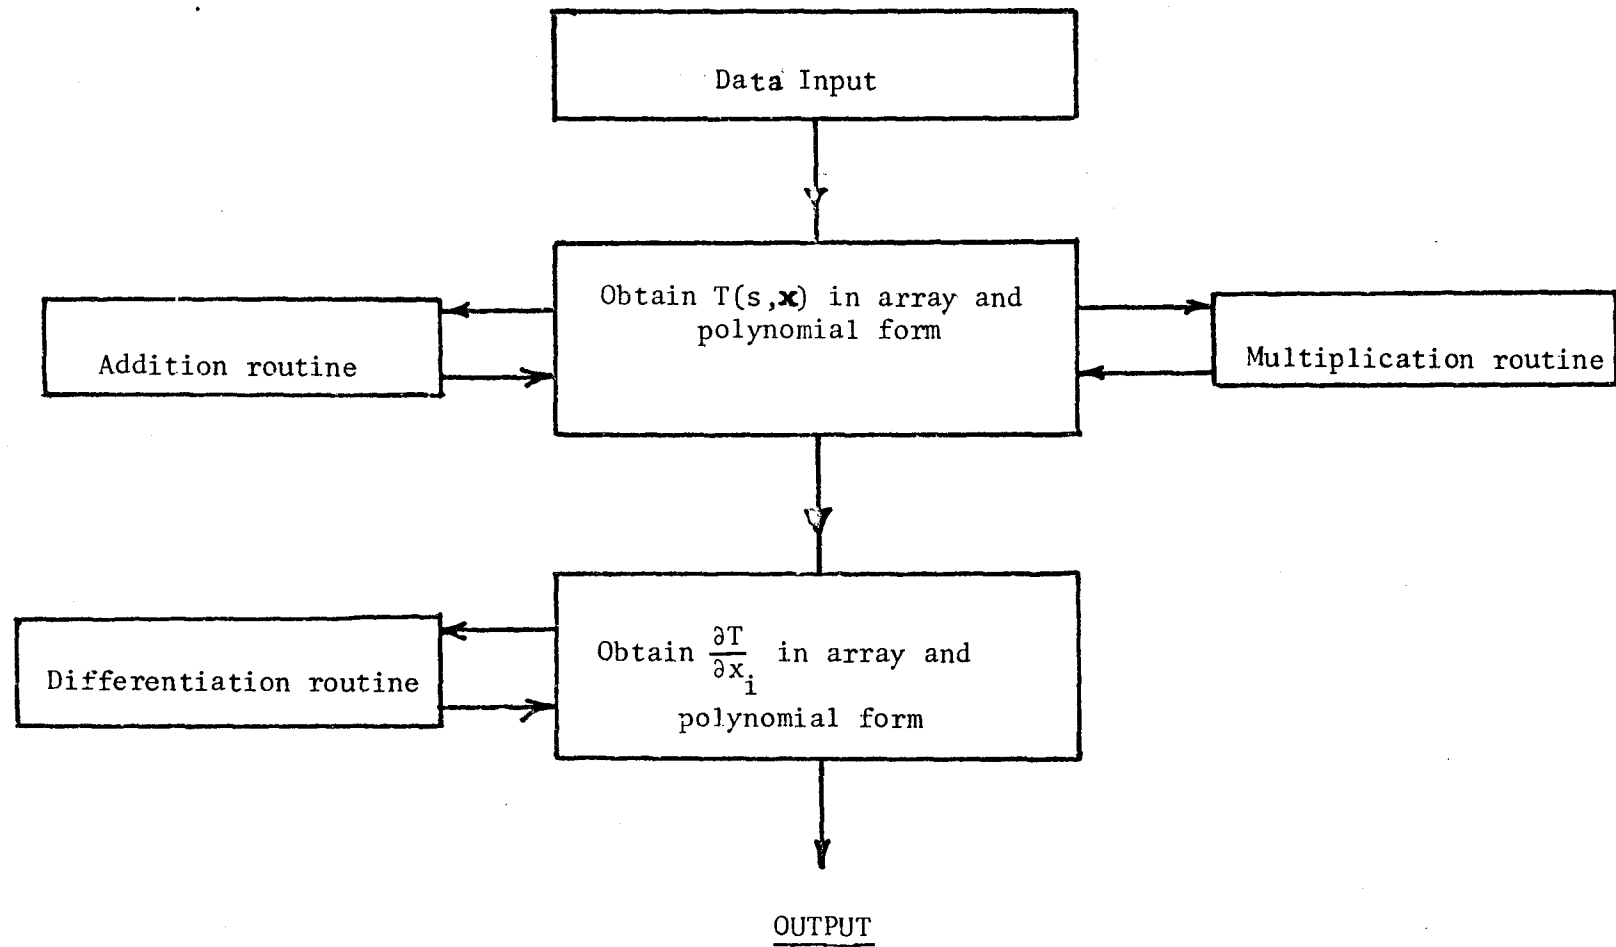 Data Input
Obtain T(s,x) in array and
polynomial form
Addition routine
Multiplication routine
Obtain ∂T/∂x_i in array and
polynomial form
Differentiation routine
OUTPUT